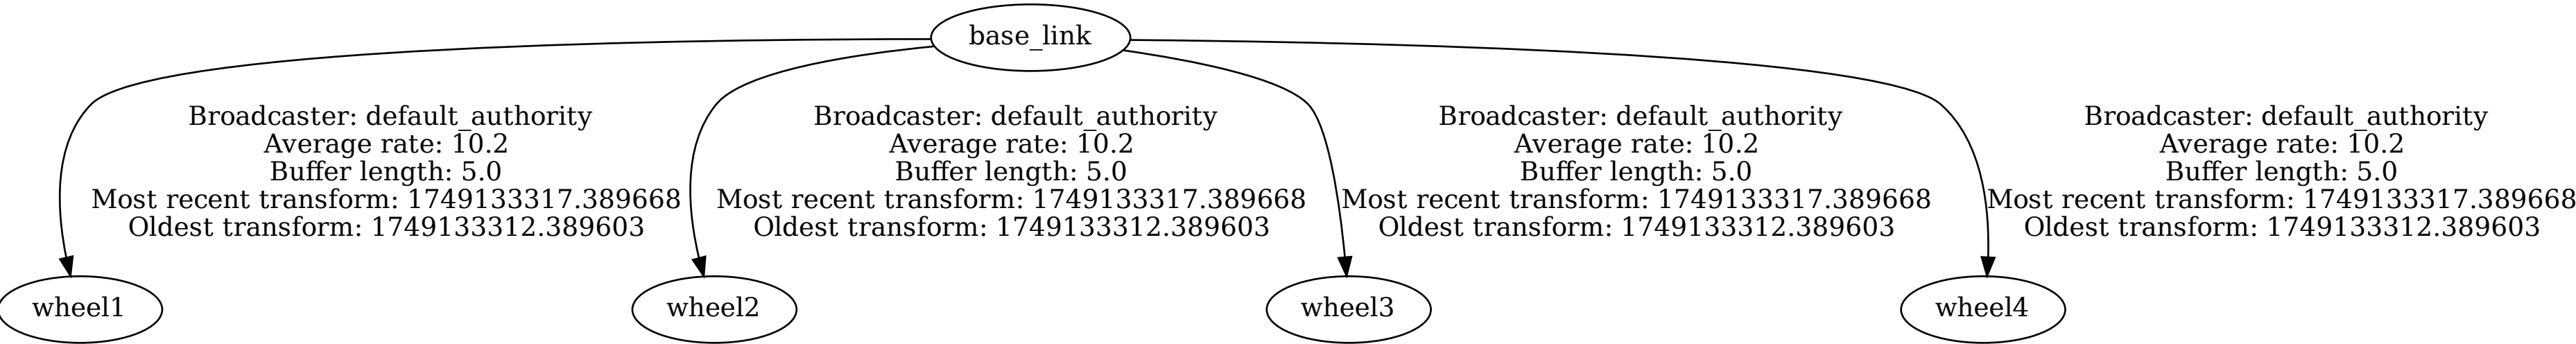 base_link
Broadcaster: default_authority
Average rate: 10.2
Buffer length: 5.0
Most recent transform: 1749133317.389668
Oldest transform: 1749133312.389603
Broadcaster: default_authority
Average rate: 10.2
Buffer length: 5.0
Most recent transform: 1749133317.389668
Oldest transform: 1749133312.389603
Broadcaster: default_authority
Average rate: 10.2
Buffer length: 5.0
Most recent transform: 1749133317.389668
Oldest transform: 1749133312.389603
Broadcaster: default_authority
Average rate: 10.2
Buffer length: 5.0
Most recent transform: 1749133317.389668
Oldest transform: 1749133312.389603
wheel1
wheel2
wheel3
wheel4